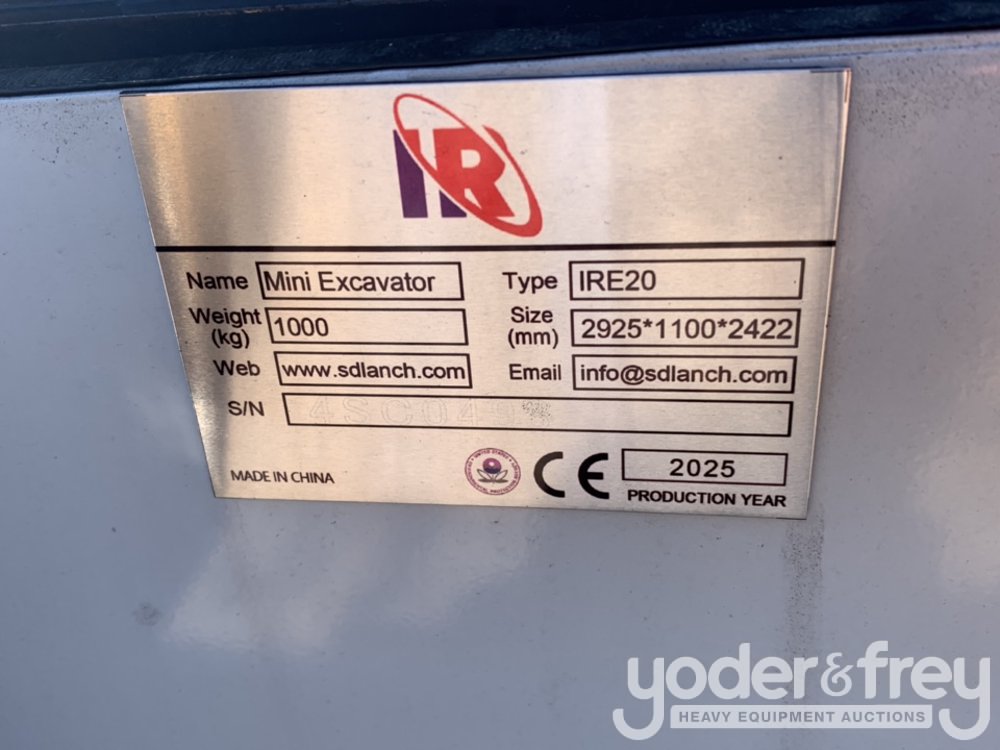 IR
Name Mini Excavator Type IRE20
Weight (kg) 1000 Size (mm) 2925*1100*2422
Web www.sdlanch.com Email info@sdlanch.com
S/N
MADE IN CHINA CE 2025
PRODUCTION YEAR
yoder&frey
HEAVY EQUIPMENT AUCTIONS